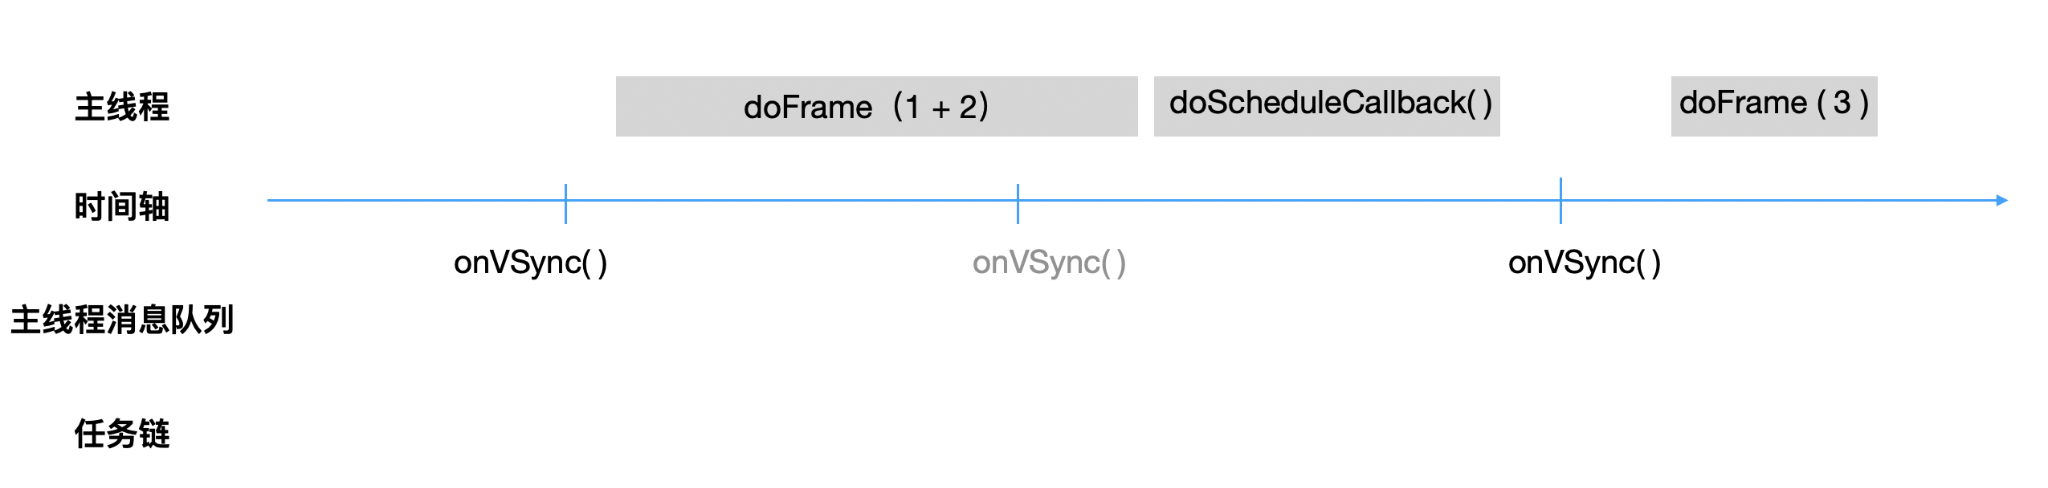 主线程
doFrame（1 + 2）
doScheduleCallback( )
doFrame ( 3 )
时间轴
onVSync( )
onVSync( )
onVSync( )
主线程消息队列
任务链